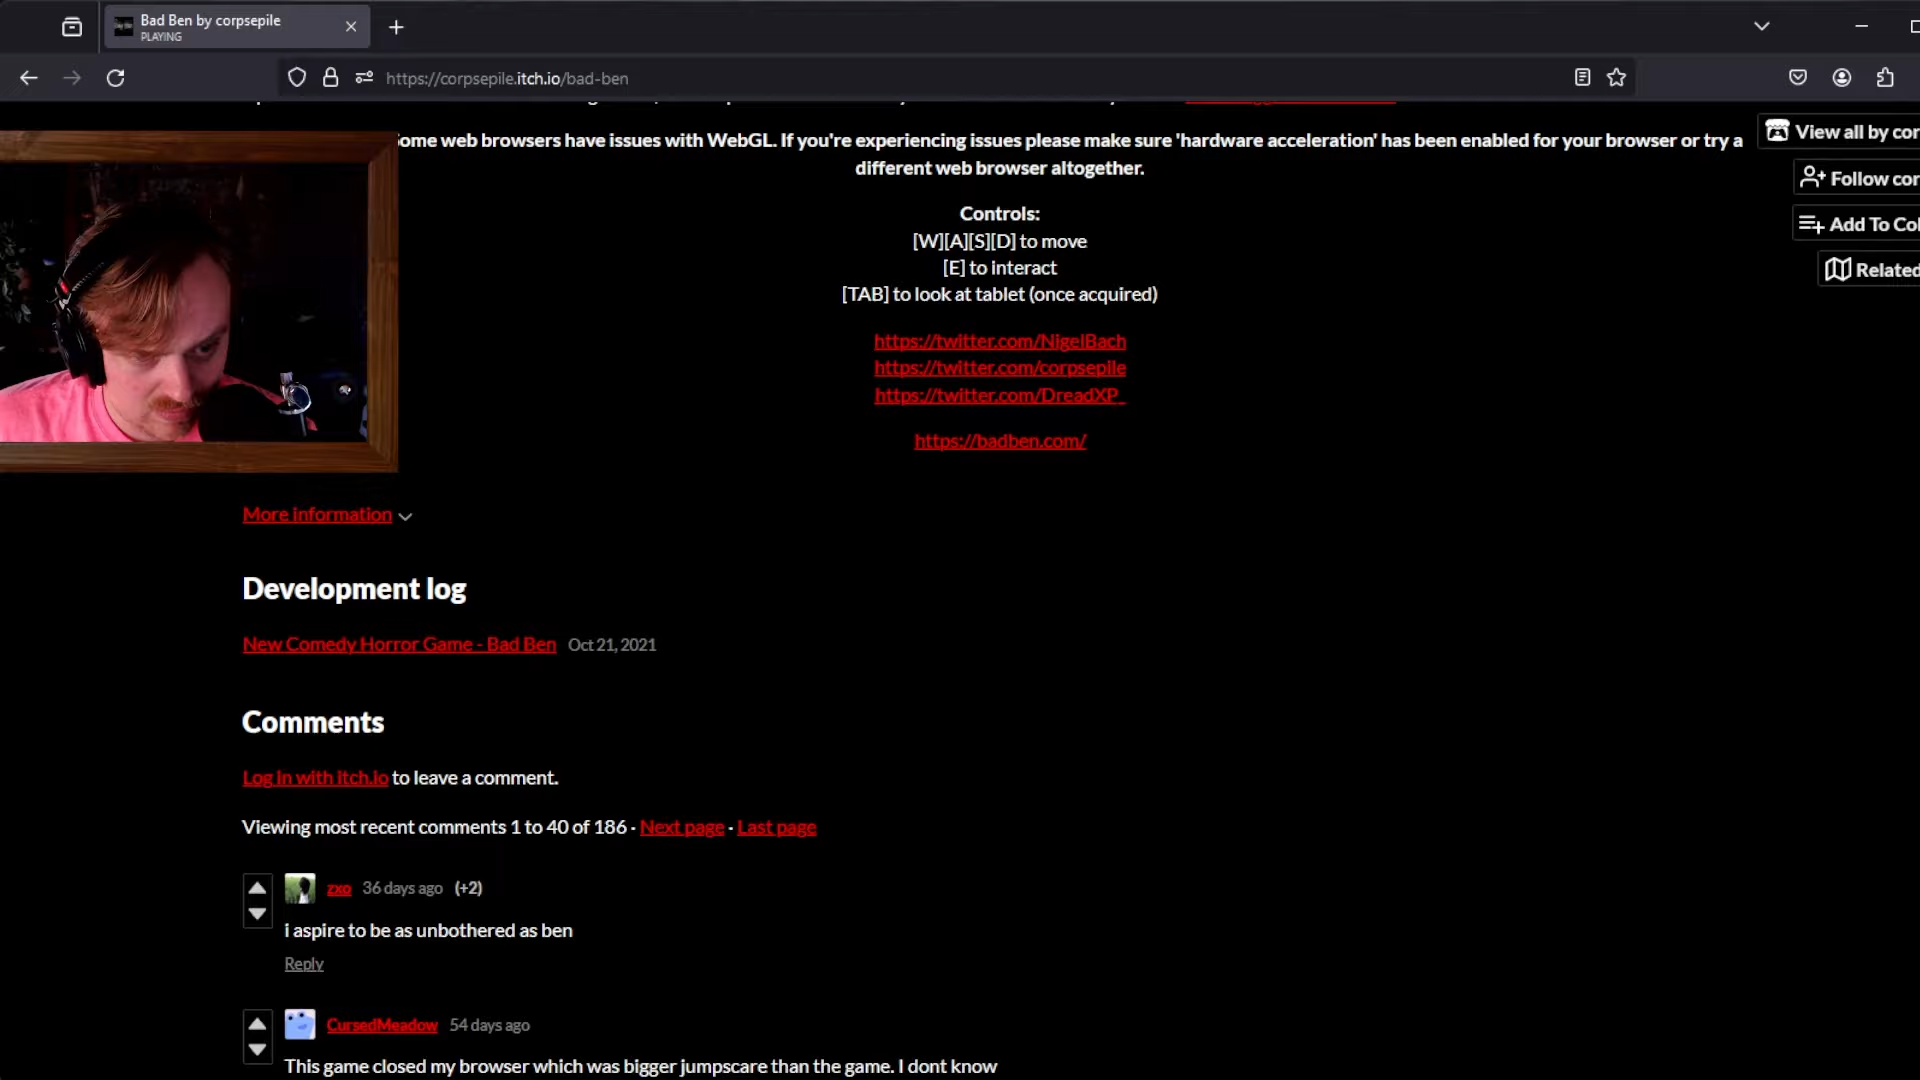 Bad Ben by corpsepile
PLAYING
https://corpsepile.itch.io/bad-ben
ome web browsers have issues with WebGL. If you're experiencing issues please make sure 'hardware acceleration' has been enabled for your browser or try a
different web browser altogether.
View all by cor
Follow cor
Add To Col
Related
Controls:
[W][A][S][D] to move
[E] to interact
[TAB] to look at tablet (once acquired)
https://twitter.com/NigelBach
https://twitter.com/corpsepile
https://twitter.com/DreadXP_
https://badben.com/
More information
Development log
New Comedy Horror Game - Bad Ben Oct 21, 2021
Comments
Log in with itch.io to leave a comment.
Viewing most recent comments 1 to 40 of 186 · Next page · Last page
zxo 36 days ago (+2)
i aspire to be as unbothered as ben
Reply
CursedMeadow 54 days ago
This game closed my browser which was bigger jumpscare than the game. I dont know